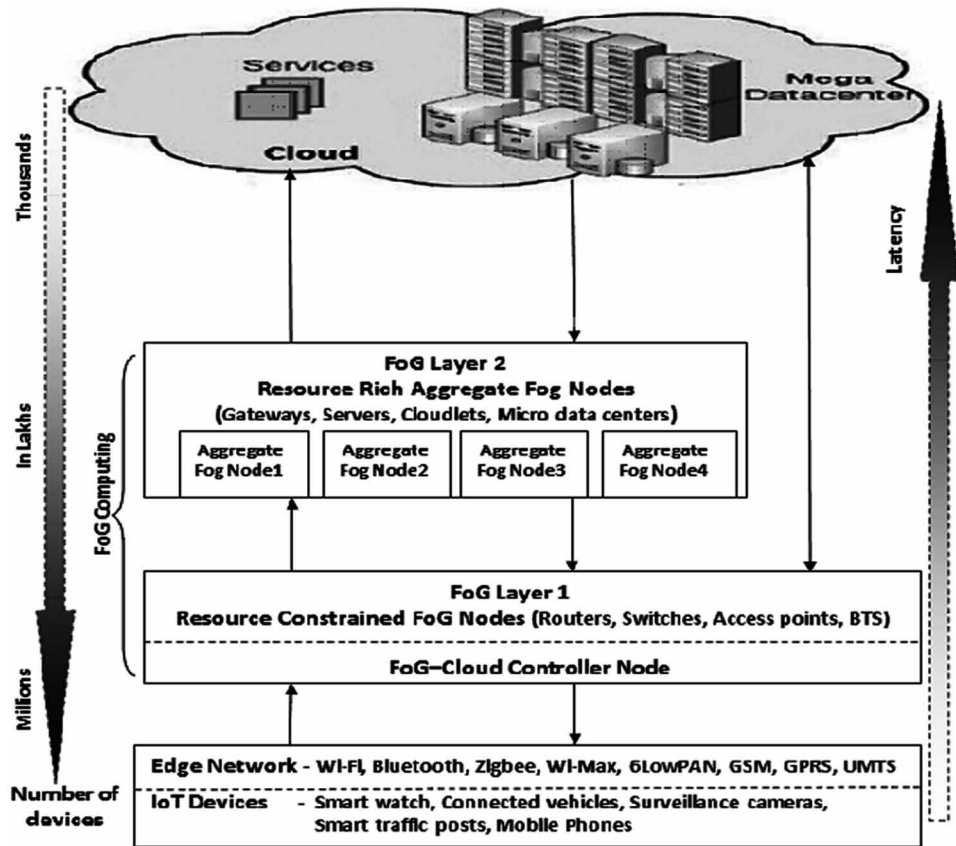 Services
Mega
Datacenter
Cloud
Thousands
Latency
FoG Layer 2
Resource Rich Aggregate Fog Nodes
(Gateways, Servers, Cloudlets, Micro data centers)
Aggregate
Fog Node1
Aggregate
Fog Node2
Aggregate
Fog Node3
Aggregate
Fog Node4
In Lakhs
FoG Computing
FoG Layer 1
Resource Constrained FoG Nodes (Routers, Switches, Access points, BTS)
FoG–Cloud Controller Node
Millions
Edge Network - Wi-Fi, Bluetooth, Zigbee, Wi-Max, 6LowPAN, GSM, GPRS, UMTS
Number of
devices
IoT Devices - Smart watch, Connected vehicles, Surveillance cameras,
Smart traffic posts, Mobile Phones